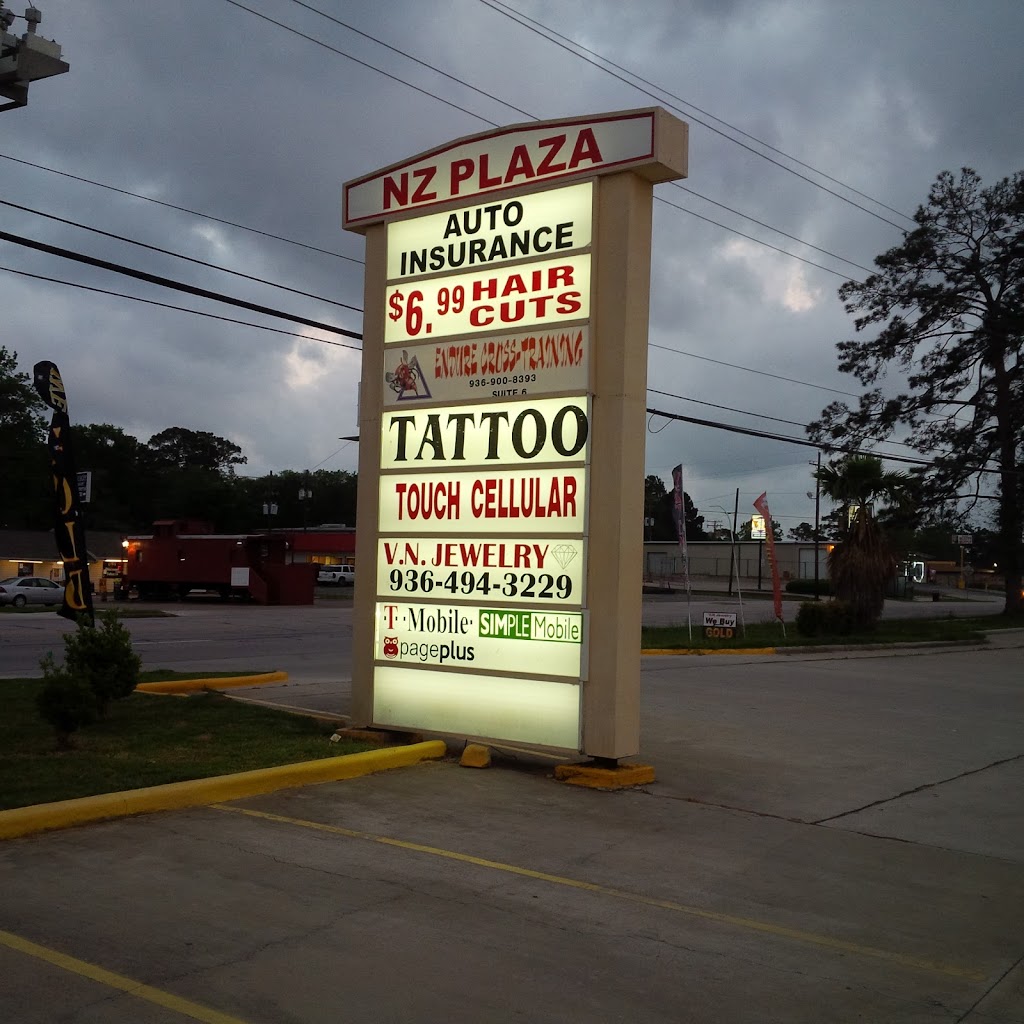 NZ PLAZA
AUTO
INSURANCE
$6.99 HAIR CUTS
ENDURE CROSS-TRAINING
936-900-8393
SUITE 6
TATTOO
TOUCH CELLULAR
V.N. JEWELRY
936-494-3229
T··Mobile· SIMPLE Mobile
pageplus
We Buy
GOLD